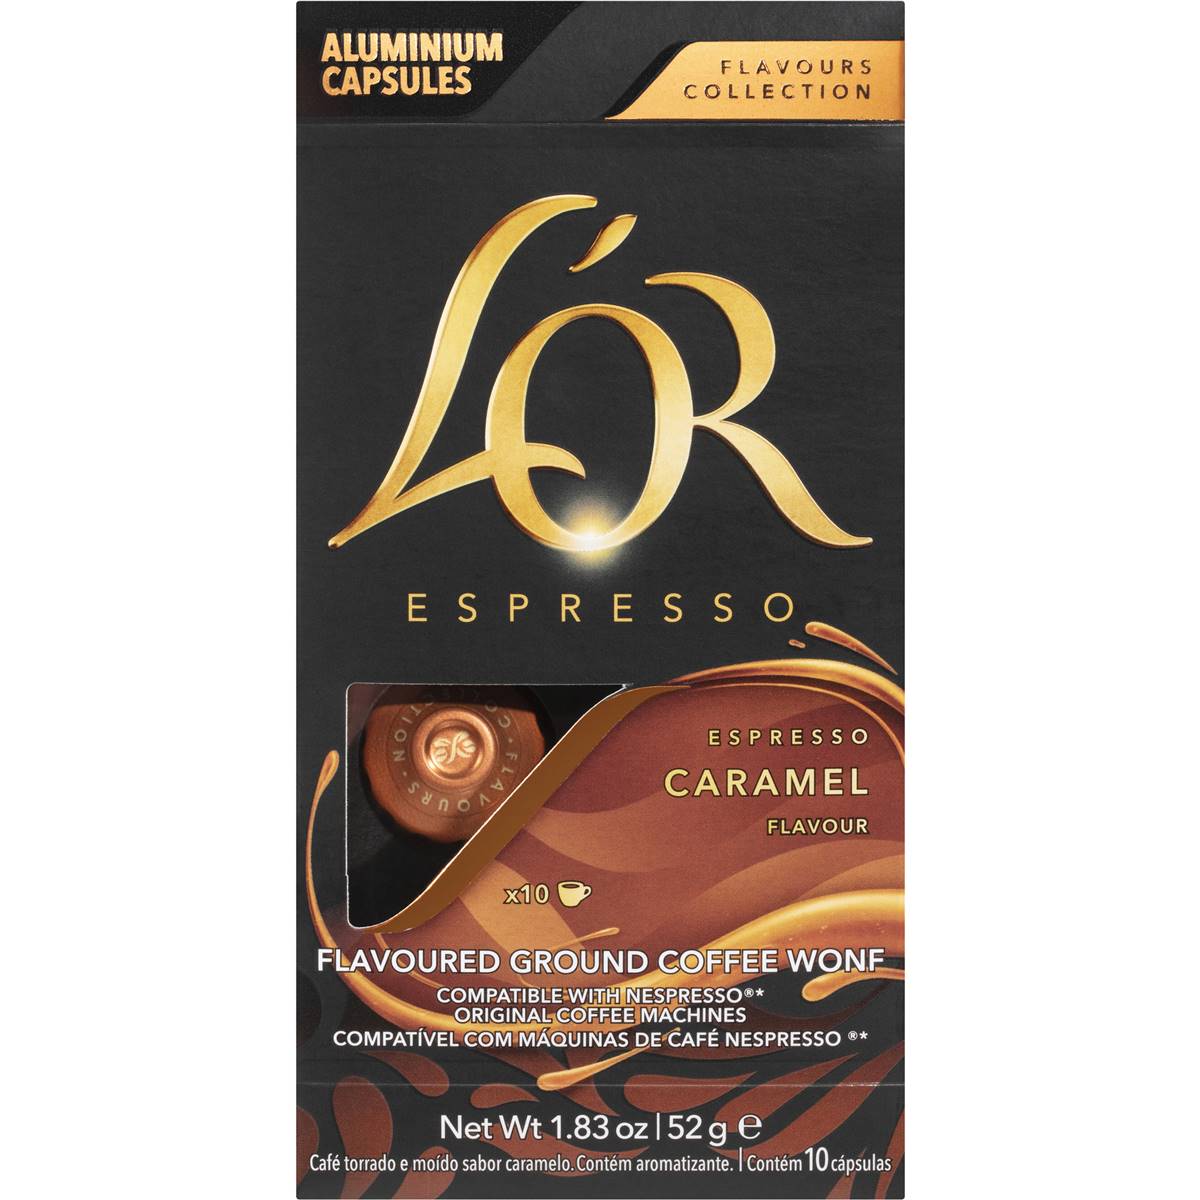 ALUMINIUM
CAPSULES
FLAVOURS
COLLECTION
L'OR
ESPRESSO
COLLECTION • FLAVOURS •
ESPRESSO
CARAMEL
FLAVOUR
x10
FLAVOURED GROUND COFFEE WONF
COMPATIBLE WITH NESPRESSO®*
ORIGINAL COFFEE MACHINES
COMPATÍVEL COM MÁQUINAS DE CAFÉ NESPRESSO ®*
Net Wt 1.83 oz | 52 g ℮
Café torrado e moído sabor caramelo. Contém aromatizante. | Contém 10 cápsulas